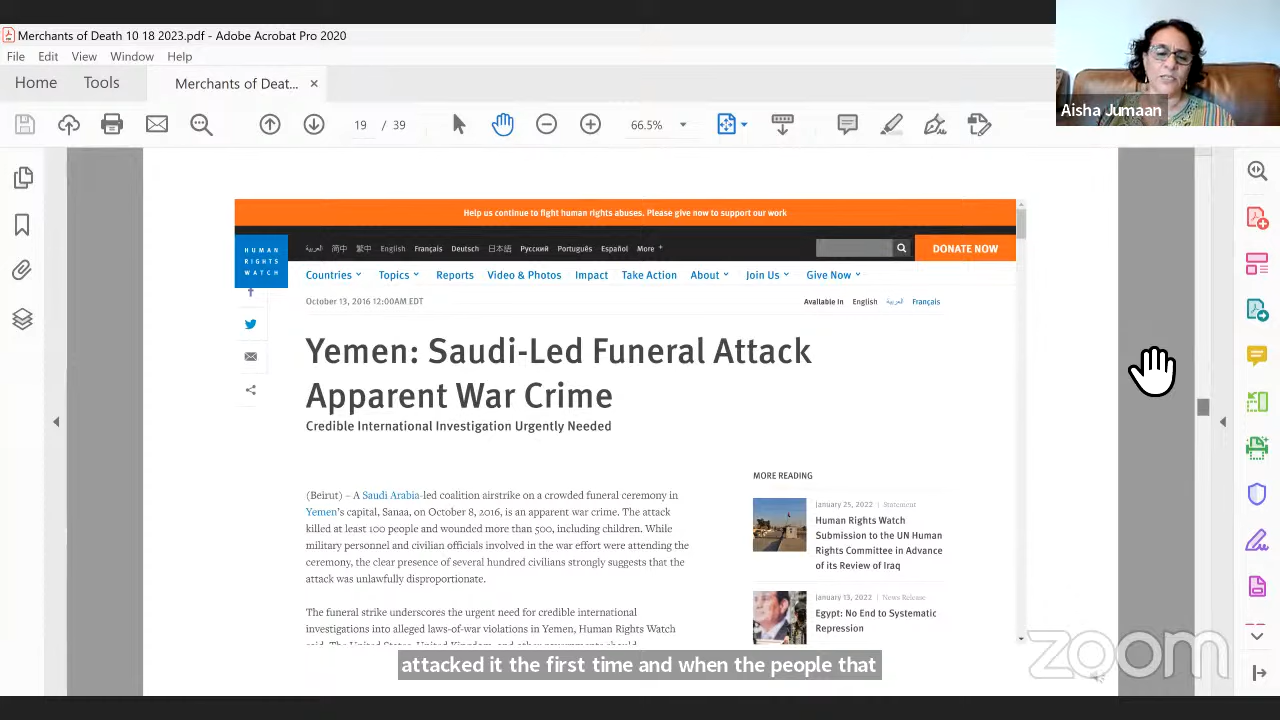 Merchants of Death 10 18 2023.pdf - Adobe Acrobat Pro 2020
File Edit View Window Help
Home Tools Merchants of Deat... ×
19 / 39 66.5%
Aisha Jumaan
Help us continue to fight human rights abuses. Please give now to support our work
HUMAN
RIGHTS
WATCH
العربية 简中 繁中 English Français Deutsch 日本語 Русский Português Español More +
DONATE NOW
Countries Topics Reports Video & Photos Impact Take Action About Join Us Give Now
October 13, 2016 12:00AM EDT
Available In English العربية Français
Yemen: Saudi-Led Funeral Attack
Apparent War Crime
Credible International Investigation Urgently Needed
(Beirut) – A Saudi Arabia-led coalition airstrike on a crowded funeral ceremony in
Yemen's capital, Sanaa, on October 8, 2016, is an apparent war crime. The attack
killed at least 100 people and wounded more than 500, including children. While
military personnel and civilian officials involved in the war effort were attending the
ceremony, the clear presence of several hundred civilians strongly suggests that the
attack was unlawfully disproportionate.
The funeral strike underscores the urgent need for credible international
investigations into alleged laws-of-war violations in Yemen, Human Rights Watch
MORE READING
January 25, 2022 | Statement
Human Rights Watch
Submission to the UN Human
Rights Committee in Advance
of its Review of Iraq
January 13, 2022 | News Release
Egypt: No End to Systematic
Repression
attacked it the first time and when the people that
zoom